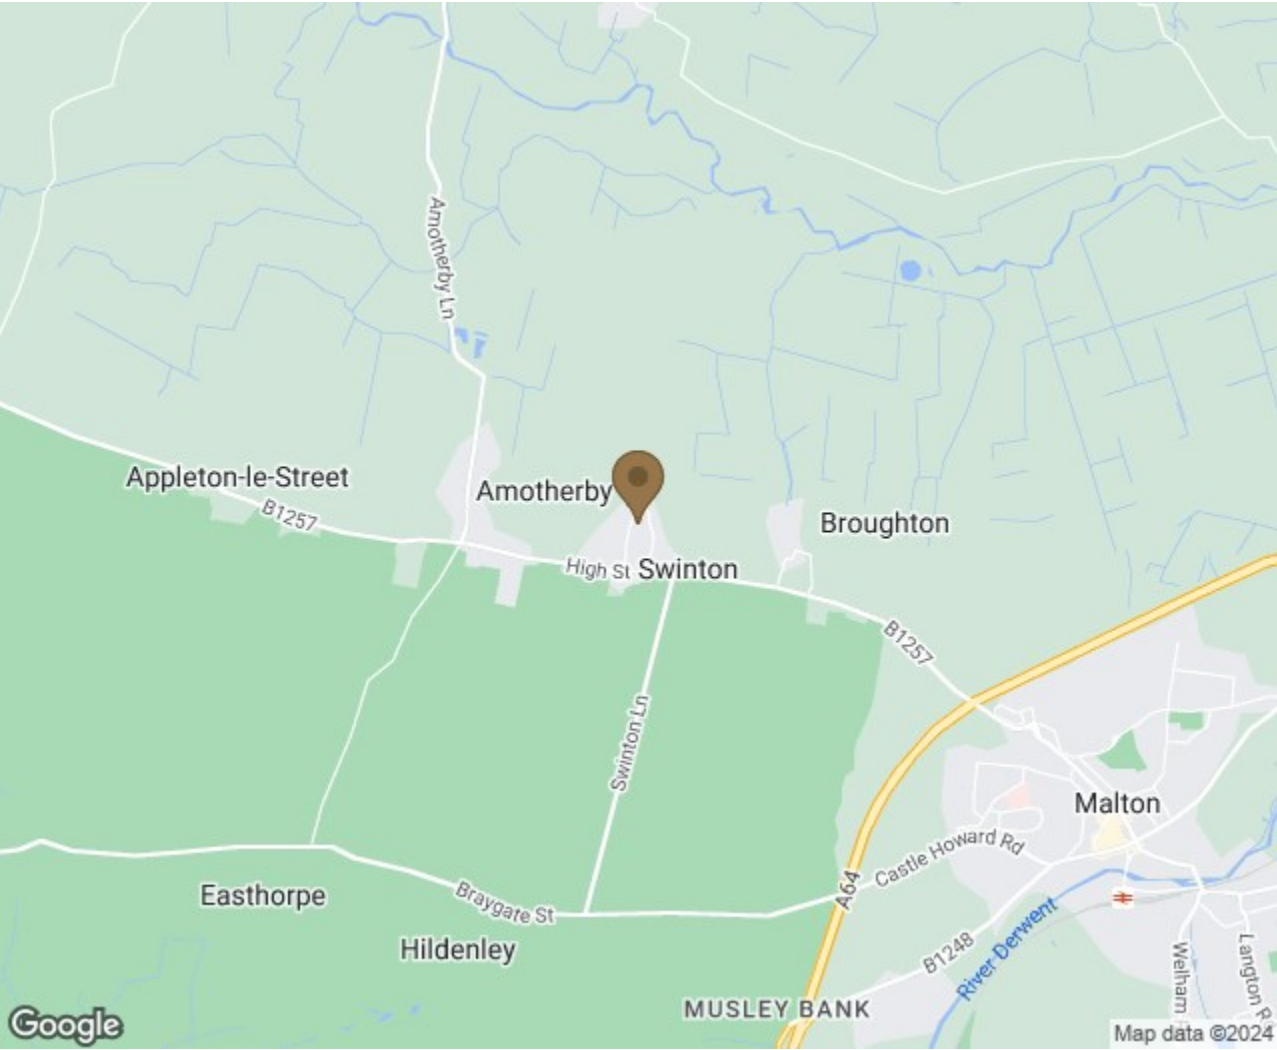 Amotherby Ln
Appleton-le-Street
Amotherby
B1257
Broughton
High St
Swinton
B1257
Swinton Ln
Malton
Castle Howard Rd
A64
Easthorpe
Braygate St
Hildenley
B1248
River Derwent
Welham
Langton R
MUSLEY BANK
Google
Map data ©2024